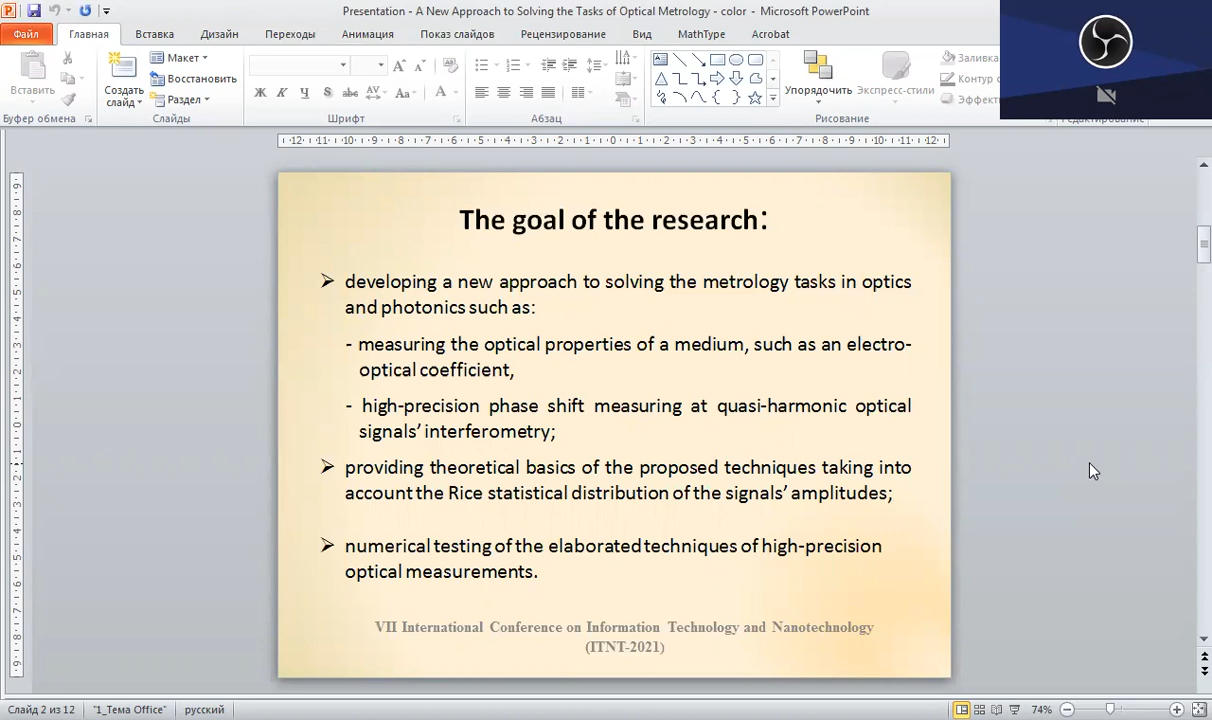 Presentation - A New Approach to Solving the Tasks of Optical Metrology - color - Microsoft PowerPoint
Файл Главная Вставка Дизайн Переходы Анимация Показ слайдов Рецензирование Вид MathType Acrobat
Вставить
Создать слайд
Макет
Восстановить
Раздел
Упорядочить
Экспресс-стили
Заливка
Контур
Эффекты
Буфер обмена Слайды Шрифт Абзац Рисование Редактирование
The goal of the research:
➢ developing a new approach to solving the metrology tasks in optics
and photonics such as:
- measuring the optical properties of a medium, such as an electro-
optical coefficient,
- high-precision phase shift measuring at quasi-harmonic optical
signals’ interferometry;
➢ providing theoretical basics of the proposed techniques taking into
account the Rice statistical distribution of the signals’ amplitudes;
➢ numerical testing of the elaborated techniques of high-precision
optical measurements.
VII International Conference on Information Technology and Nanotechnology
(ITNT-2021)
Слайд 2 из 12 "1_Тема Office" русский 74%